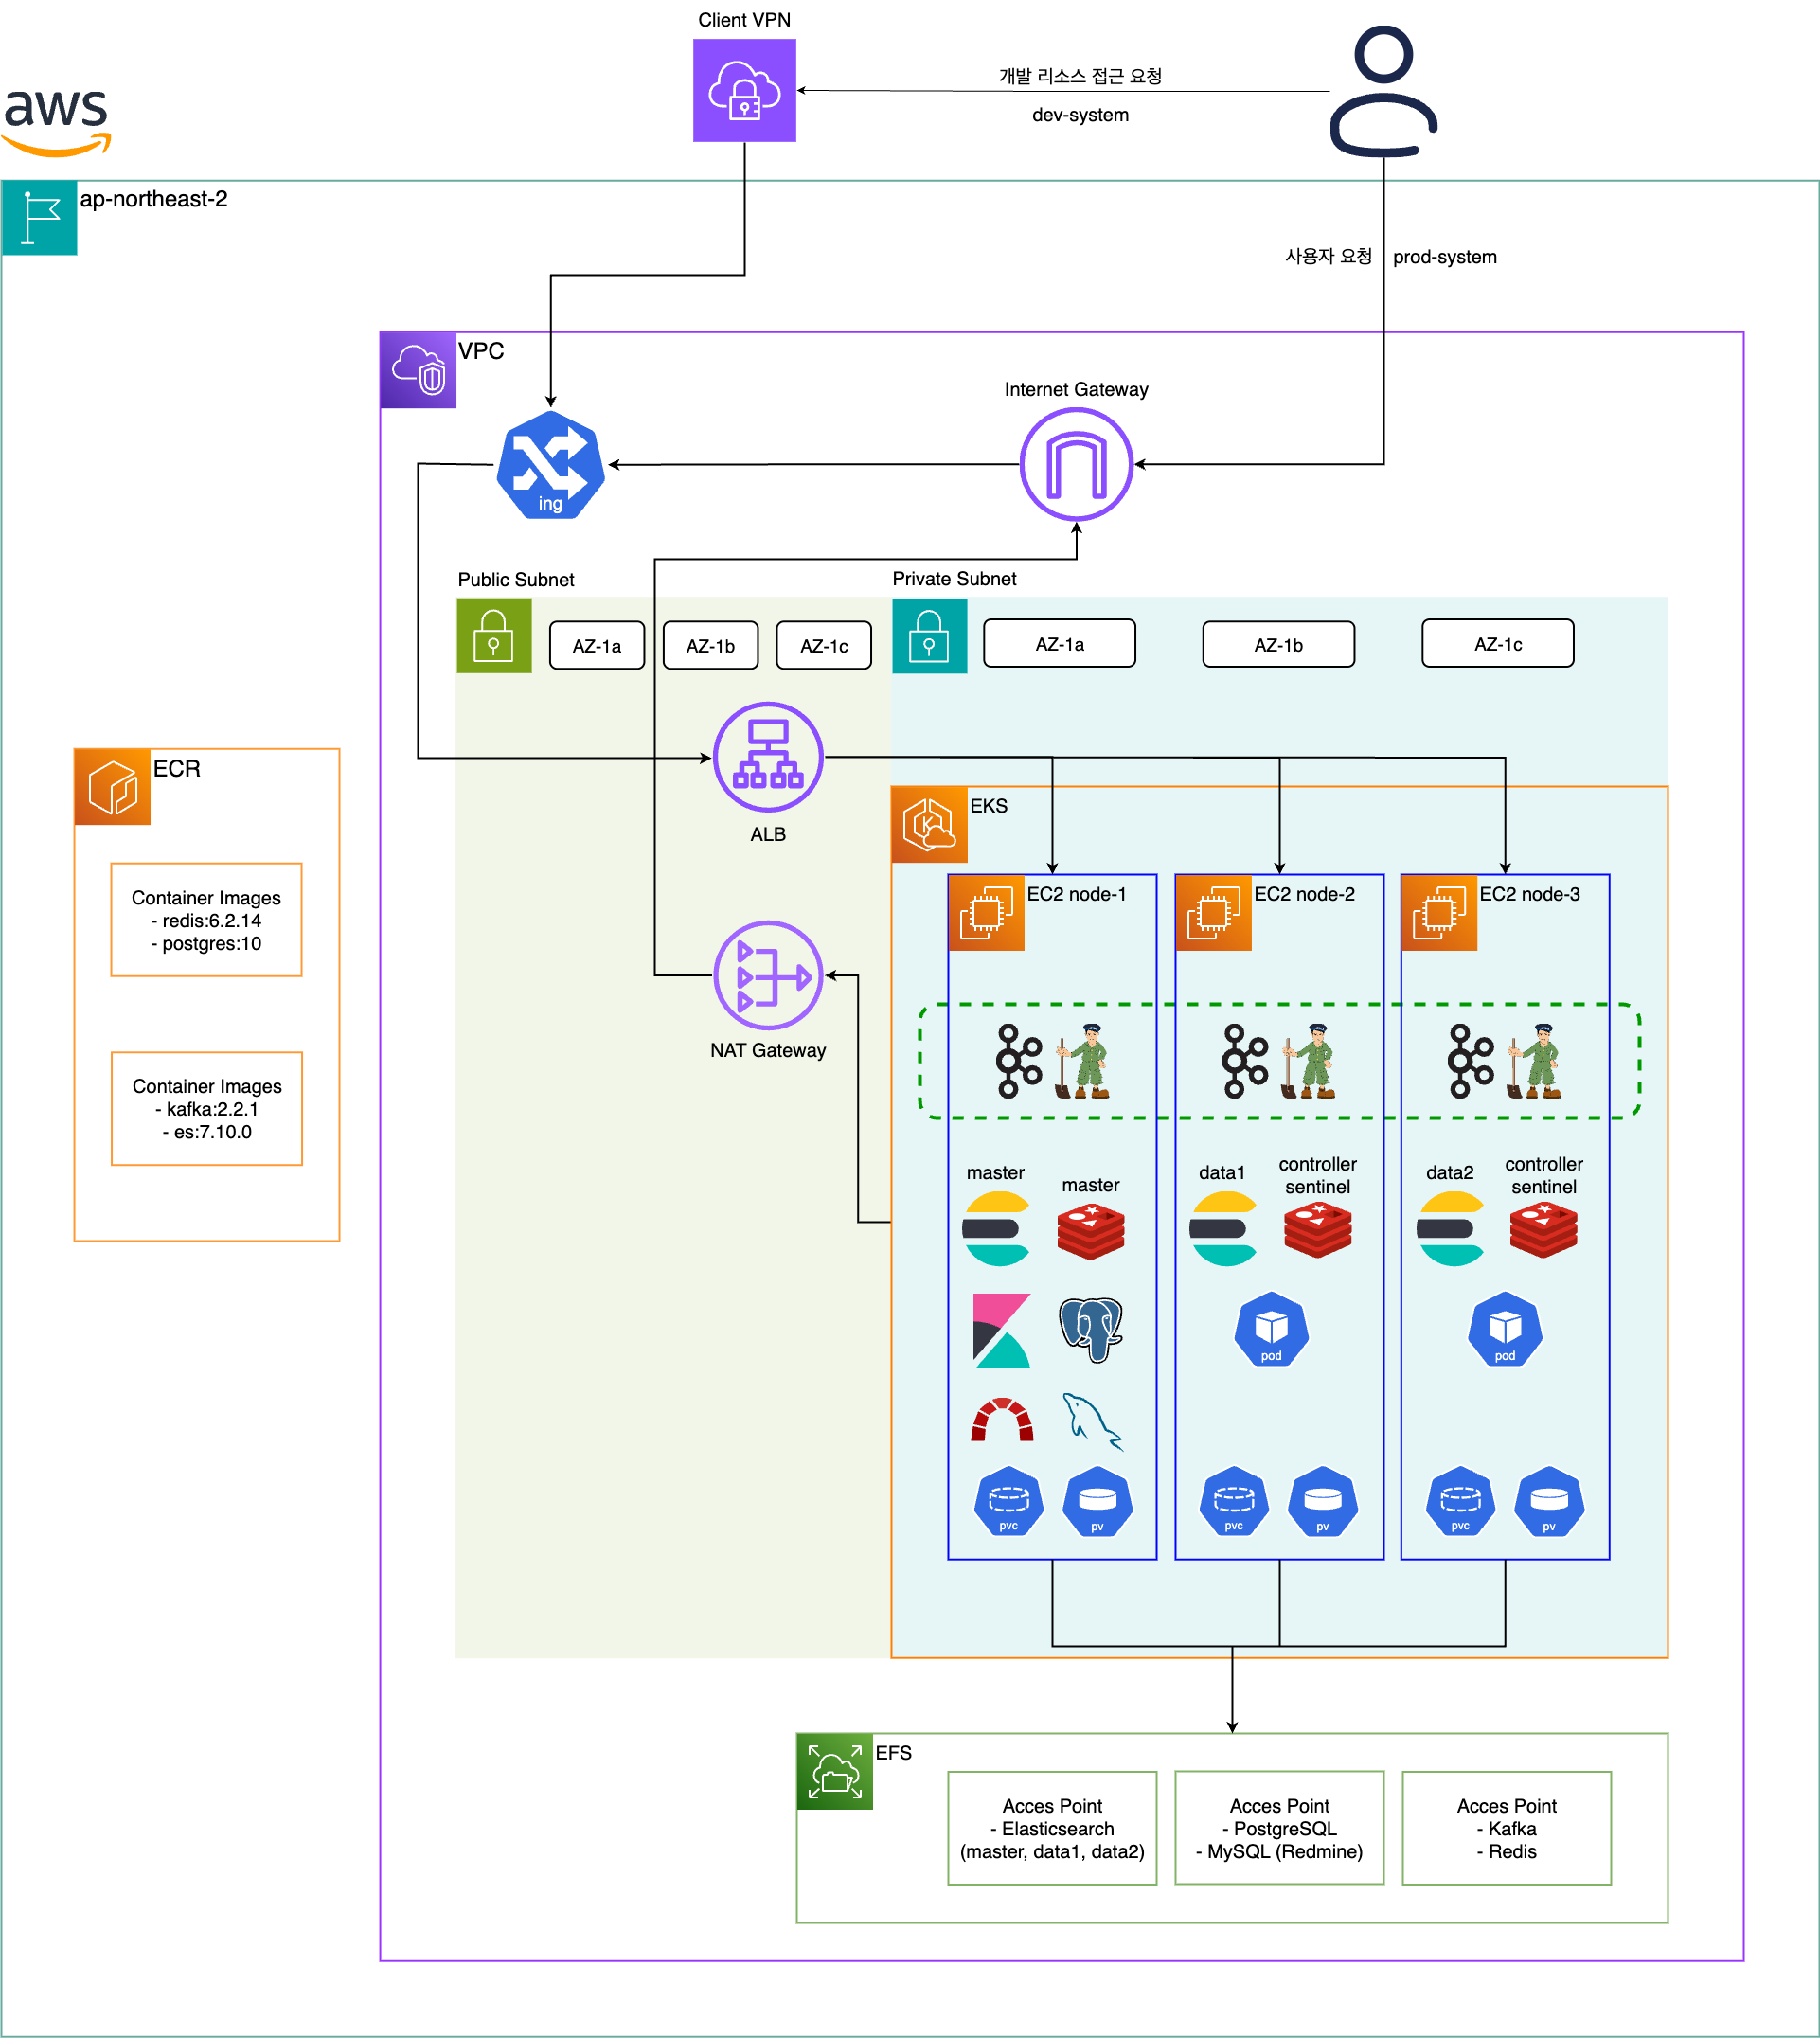 Client VPN
개발 리소스 접근 요청
dev-system
aws
ap-northeast-2
사용자 요청
prod-system
VPC
Internet Gateway
ing
Public Subnet
Private Subnet
AZ-1a
AZ-1b
AZ-1c
AZ-1a
AZ-1b
AZ-1c
ALB
ECR
Container Images
- redis:6.2.14
- postgres:10
Container Images
- kafka:2.2.1
- es:7.10.0
NAT Gateway
EKS
EC2 node-1
EC2 node-2
EC2 node-3
master
master
data1
controller
sentinel
data2
controller
sentinel
pod
pod
pvc
pv
pvc
pv
pvc
pv
EFS
Acces Point
- Elasticsearch
(master, data1, data2)
Acces Point
- PostgreSQL
- MySQL (Redmine)
Acces Point
- Kafka
- Redis